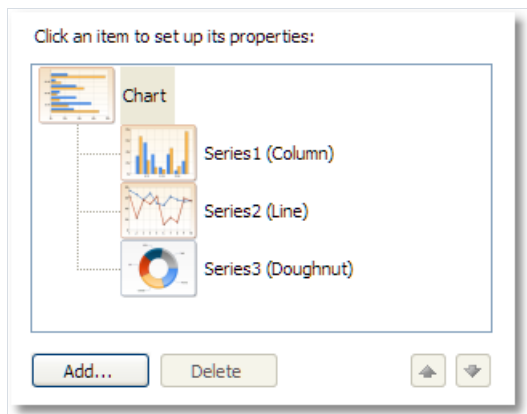 Click an item to set up its properties:
Chart
Series1 (Column)
Series2 (Line)
Series3 (Doughnut)
Add...
Delete